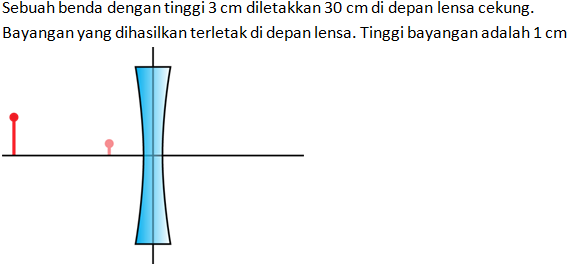 Sebuah benda dengan tinggi 3 cm diletakkan 30 cm di depan lensa cekung.
Bayangan yang dihasilkan terletak di depan lensa. Tinggi bayangan adalah 1 cm